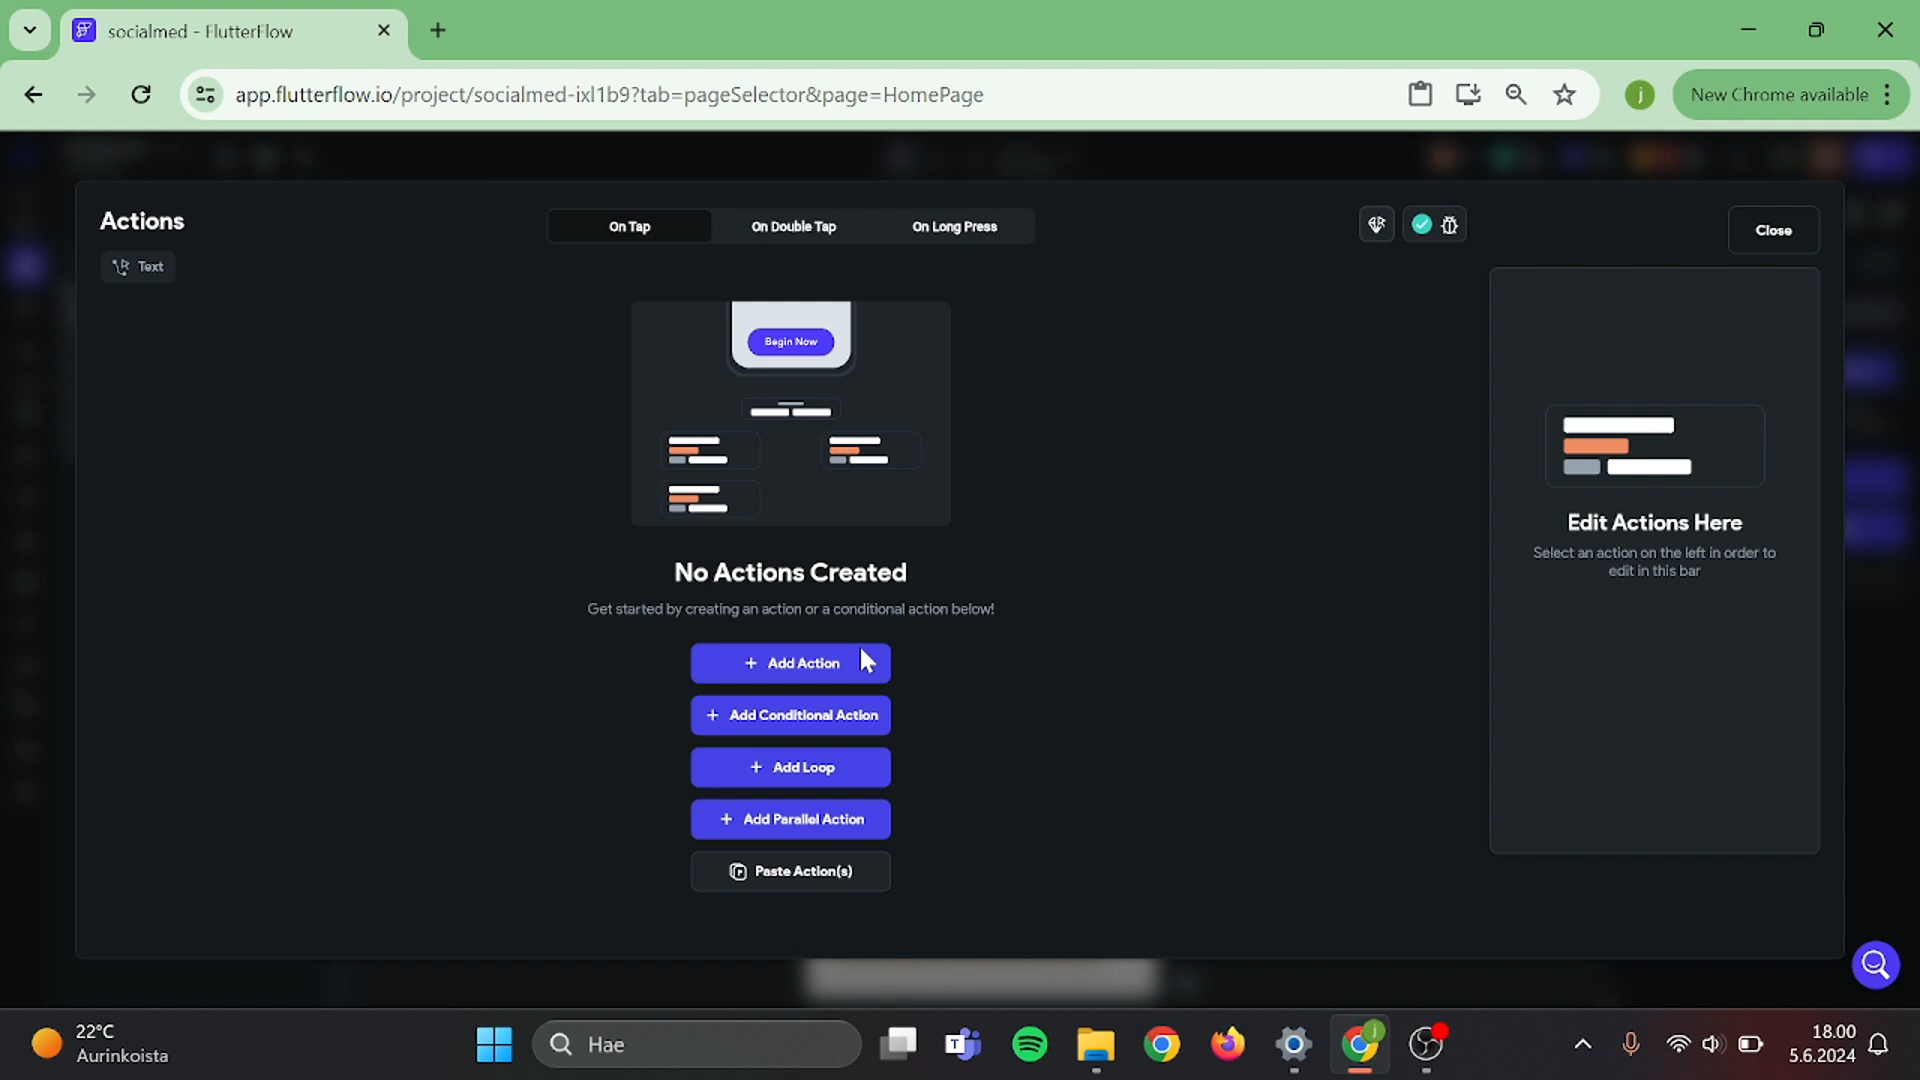 socialmed - FlutterFlow
app.flutterflow.io/project/socialmed-ixl1b9?tab=pageSelector&page=HomePage
j
New Chrome available
Actions
On Tap
On Double Tap
On Long Press
Close
Text
Begin Now
No Actions Created
Get started by creating an action or a conditional action below!
Add Action
Add Conditional Action
Add Loop
Add Parallel Action
Paste Action(s)
Edit Actions Here
Select an action on the left in order to
edit in this bar
22°C
Aurinkoista
Hae
T
j
18.00
5.6.2024